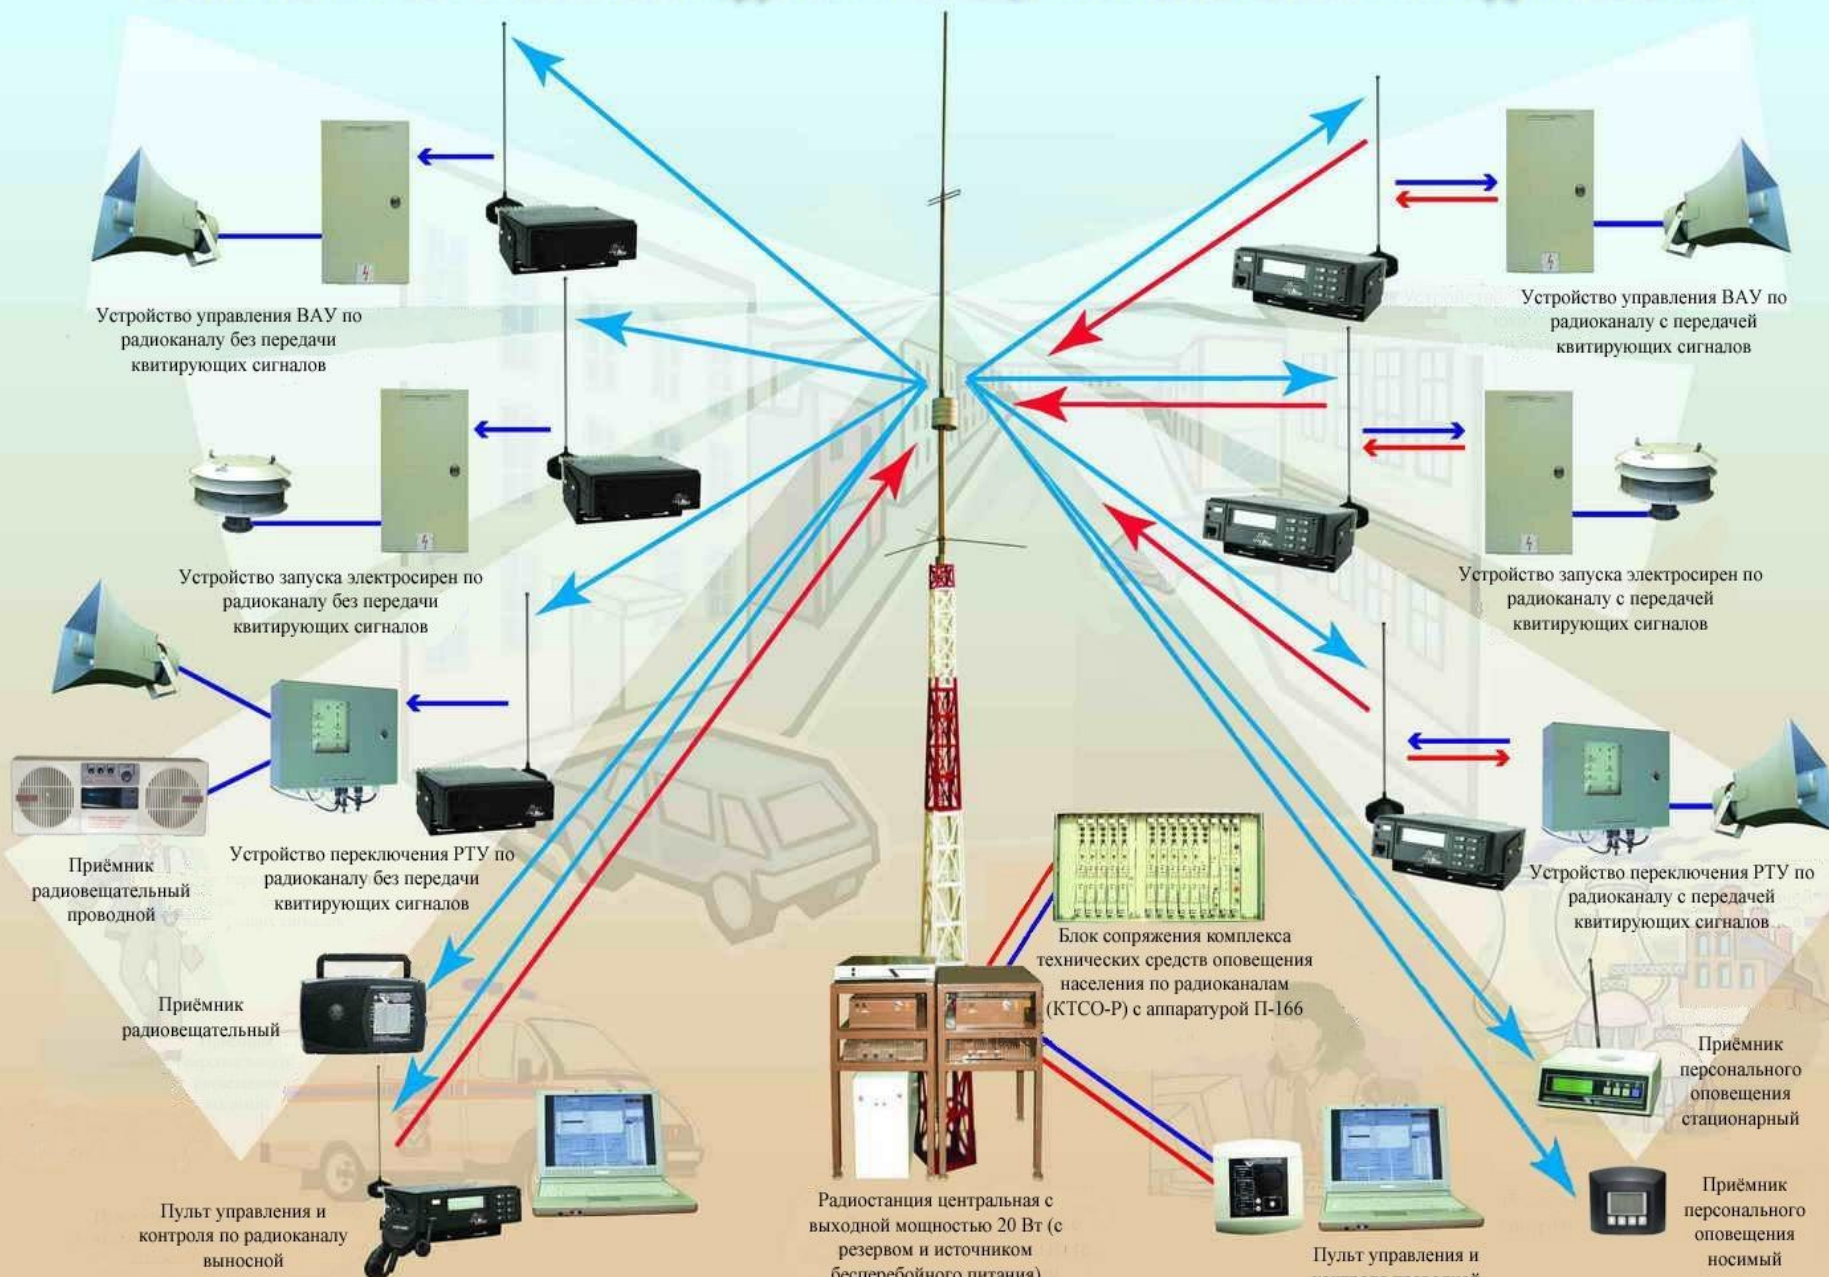 Устройство управления ВАУ по
радиоканалу без передачи
квитирующих сигналов
Устройство управления ВАУ по
радиоканалу с передачей
квитирующих сигналов
Устройство запуска электросирен по
радиоканалу без передачи
квитирующих сигналов
Устройство запуска электросирен по
радиоканалу с передачей
квитирующих сигналов
Приёмник
радиовещательный
проводной
Устройство переключения РТУ по
радиоканалу без передачи
квитирующих сигналов
Устройство переключения РТУ по
радиоканалу с передачей
квитирующих сигналов
Блок сопряжения комплекса
технических средств оповещения
населения по радиоканалам
(КТСО-Р) с аппаратурой П-166
Приёмник
радиовещательный
Приёмник
персонального
оповещения
стационарный
Пульт управления и
контроля по радиоканалу
выносной
Радиостанция центральная с
выходной мощностью 20 Вт (с
резервом и источником
бесперебойного питания)
Пульт управления и
Приёмник
персонального
оповещения
носимый